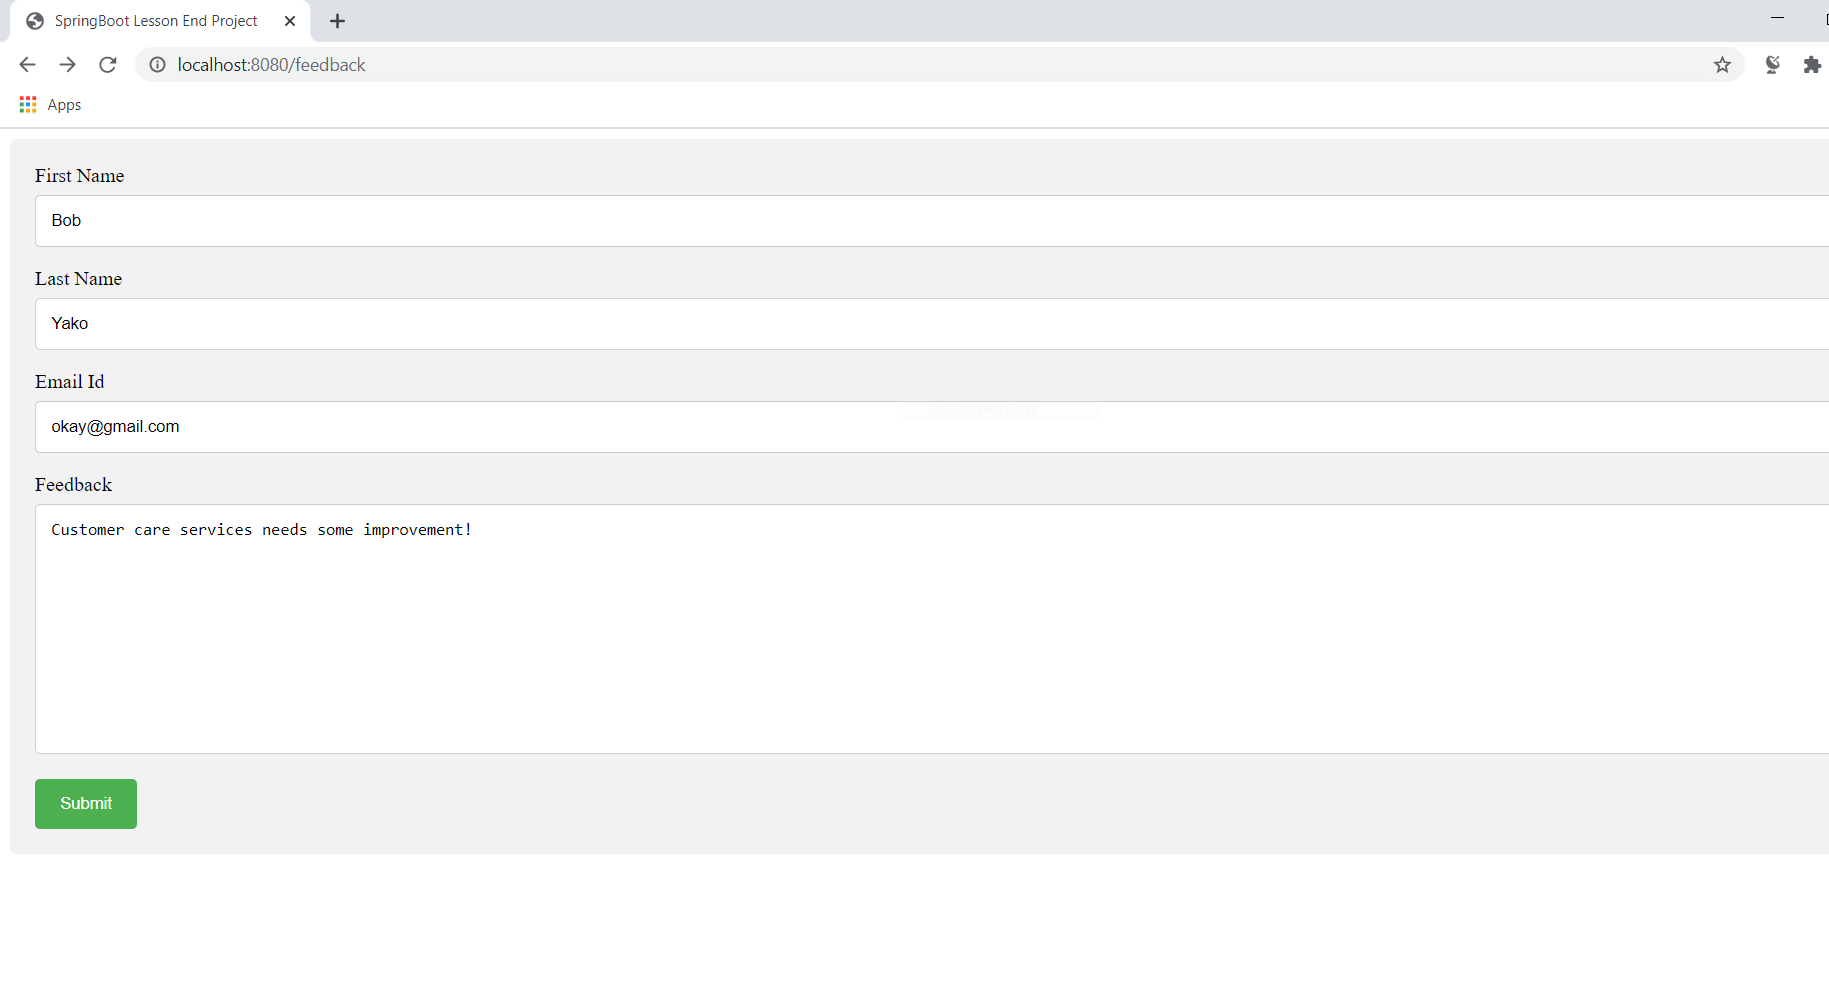 SpringBoot Lesson End Project
localhost:8080/feedback
Apps
First Name
Bob
Last Name
Yako
Email Id
okay@gmail.com
Feedback
Customer care services needs some improvement!
Submit